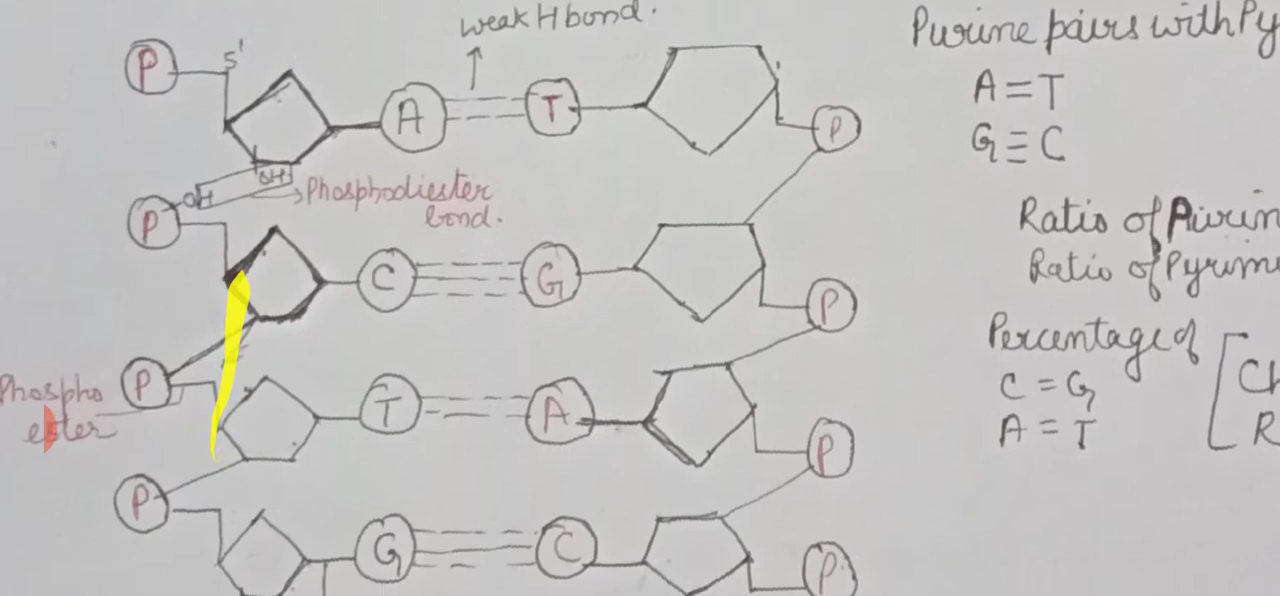 weak H bond.
P 5' A T P
OH OH
Phosphodiester
bond.
P C G P
Phospho
ester
P T A P
P G C P
Purine pairs with Py
A = T
G ≡ C
Ratio of Purin
Ratio of Pyrim
Percentage of
C = G
A = T